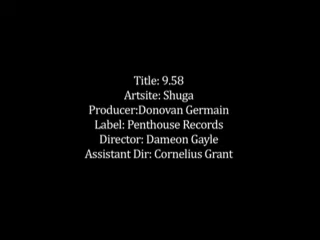 Title: 9.58
Artsite: Shuga
Producer:Donovan Germain
Label: Penthouse Records
Director: Dameon Gayle
Assistant Dir: Cornelius Grant